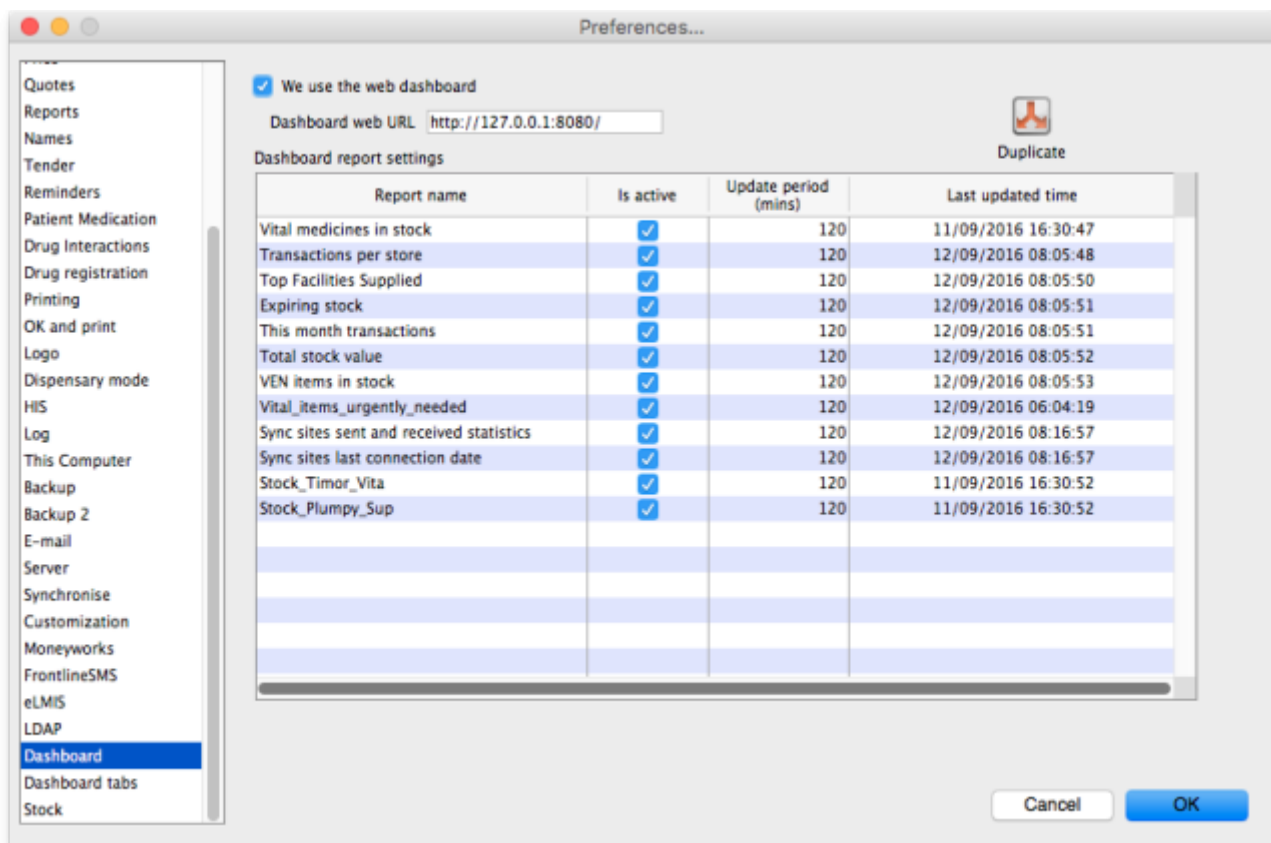 Preferences...
Quotes
Reports
Names
Tender
Reminders
Patient Medication
Drug Interactions
Drug registration
Printing
OK and print
Logo
Dispensary mode
HIS
Log
This Computer
Backup
Backup 2
E-mail
Server
Synchronise
Customization
Moneyworks
FrontlineSMS
eLMIS
LDAP
Dashboard
Dashboard tabs
Stock
We use the web dashboard
Dashboard web URL http://127.0.0.1:8080/
Duplicate
Dashboard report settings
Report name Is active Update period (mins) Last updated time
Vital medicines in stock 120 11/09/2016 16:30:47
Transactions per store 120 12/09/2016 08:05:48
Top Facilities Supplied 120 12/09/2016 08:05:50
Expiring stock 120 12/09/2016 08:05:51
This month transactions 120 12/09/2016 08:05:51
Total stock value 120 12/09/2016 08:05:52
VEN items in stock 120 12/09/2016 08:05:53
Vital_items_urgently_needed 120 12/09/2016 06:04:19
Sync sites sent and received statistics 120 12/09/2016 08:16:57
Sync sites last connection date 120 12/09/2016 08:16:57
Stock_Timor_Vita 120 11/09/2016 16:30:52
Stock_Plumpy_Sup 120 11/09/2016 16:30:52
Cancel OK